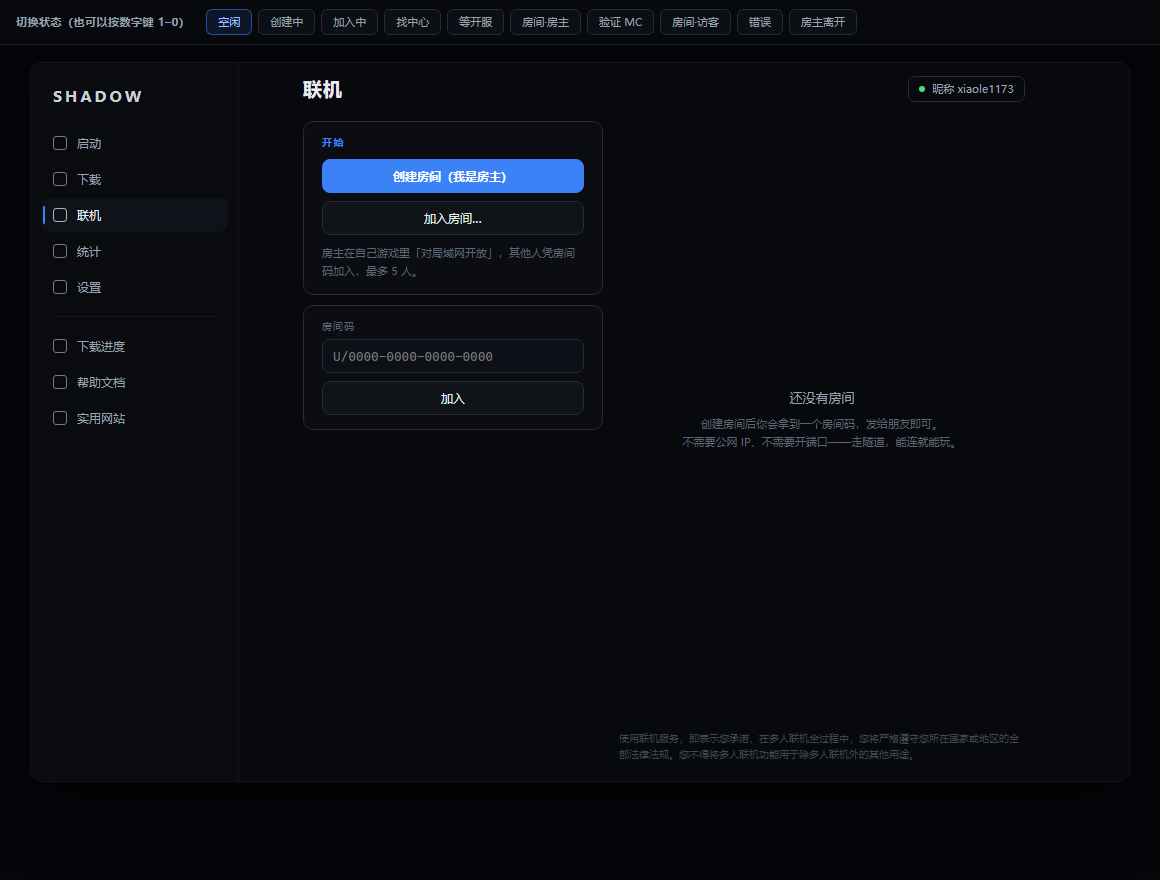 切换状态（也可以按数字键 1–0） 空闲 创建中 加入中 找中心 等开服 房间·房主 验证 MC 房间·访客 错误 房主离开
SHADOW
启动
下载
联机
统计
设置
下载进度
帮助文档
实用网站
联机
昵称 xiaole1173
开始
创建房间（我是房主）
加入房间…
房主在自己游戏里「对局域网开放」，其他人凭房间
码加入，最多 5 人。
房间码
U/0000-0000-0000-0000
加入
还没有房间
创建房间后你会拿到一个房间码，发给朋友即可。
不需要公网 IP、不需要开端口——走隧道，能连就能玩。
使用联机服务，即表示您承诺，在多人联机全过程中，您将严格遵守您所在国家或地区的全
部法律法规。您不得将多人联机功能用于除多人联机外的其他用途。